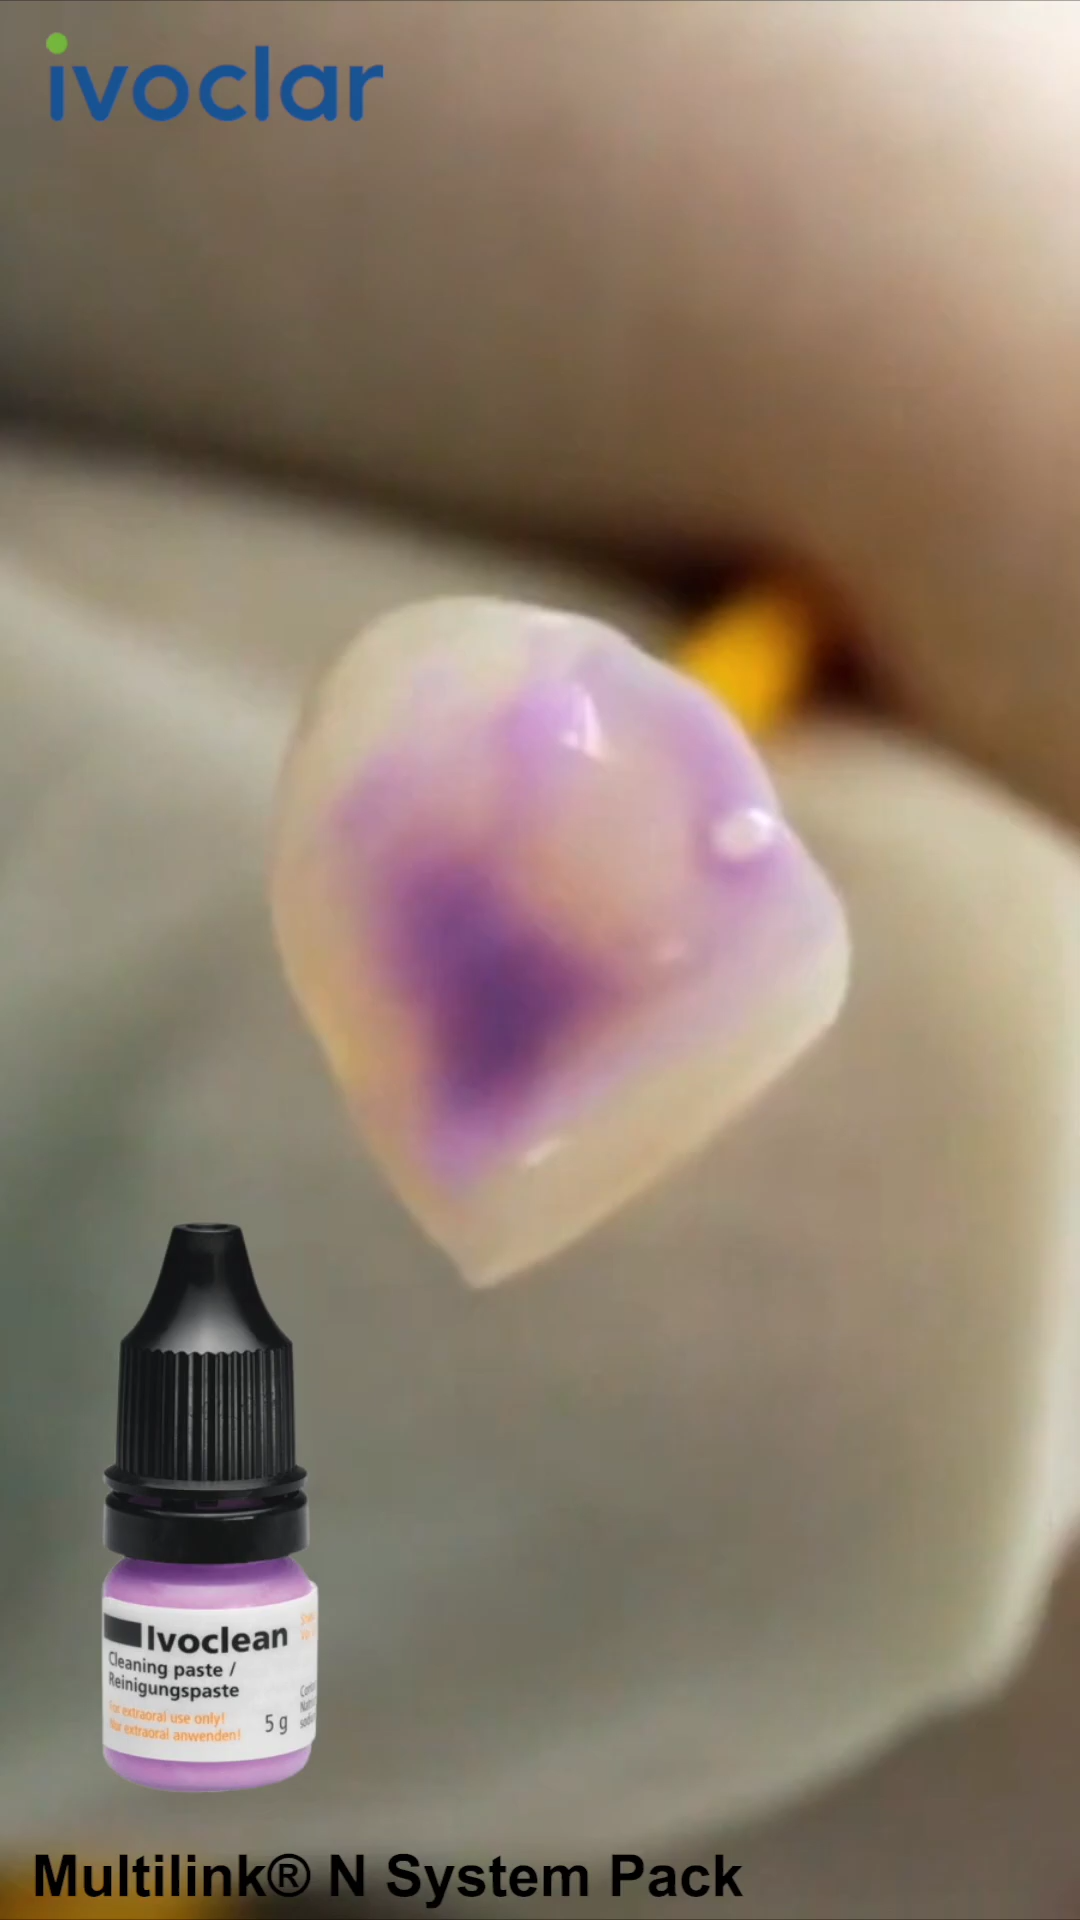 ivoclar
Ivoclean
Cleaning paste /
Reinigungspaste
For extraoral use only!
Nur extraoral anwenden!
5 g
Multilink® N System Pack